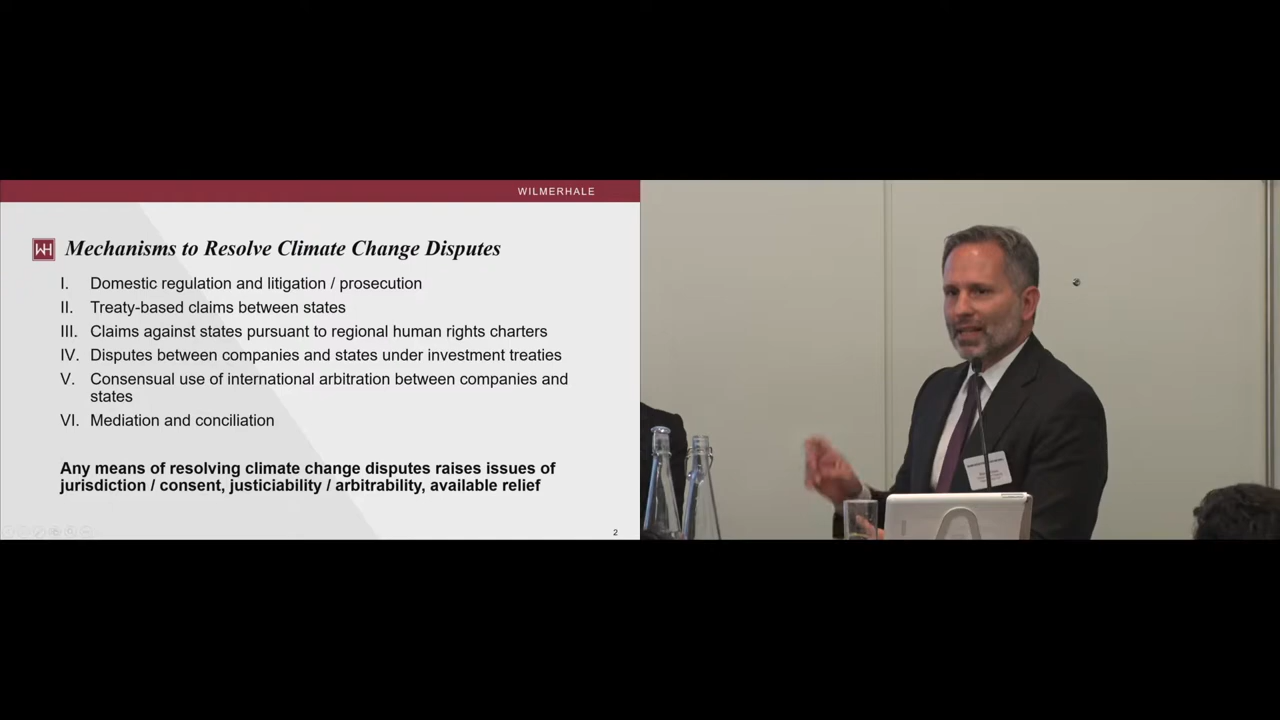 WILMERHALE
WH
Mechanisms to Resolve Climate Change Disputes
I. Domestic regulation and litigation / prosecution
II. Treaty-based claims between states
III. Claims against states pursuant to regional human rights charters
IV. Disputes between companies and states under investment treaties
V. Consensual use of international arbitration between companies and
states
VI. Mediation and conciliation
Any means of resolving climate change disputes raises issues of
jurisdiction / consent, justiciability / arbitrability, available relief
2